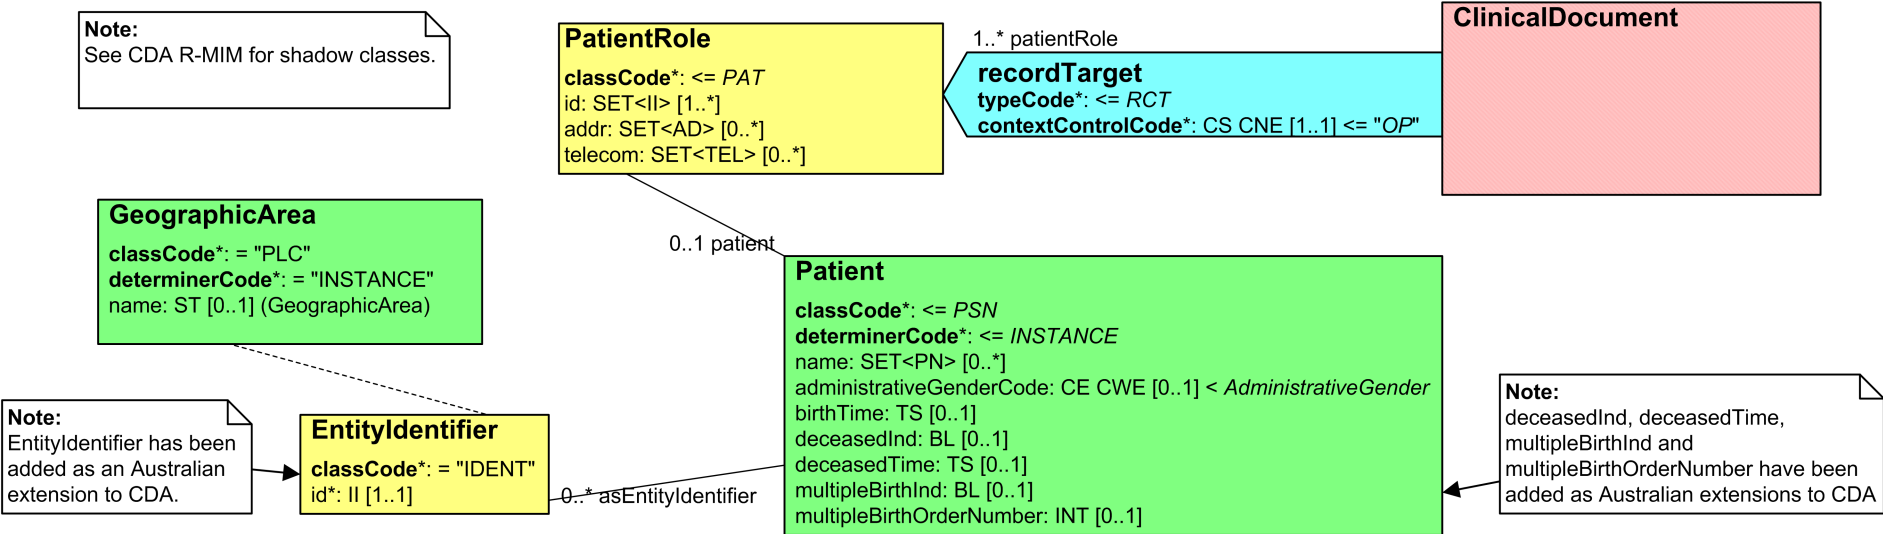 Note:
See CDA R-MIM for shadow classes.
PatientRole
classCode*: <= PAT
id: SET<II> [1..*]
addr: SET<AD> [0..*]
telecom: SET<TEL> [0..*]
1..* patientRole
recordTarget
typeCode*: <= RCT
contextControlCode*: CS CNE [1..1] <= "OP"
ClinicalDocument
GeographicArea
classCode*: = "PLC"
determinerCode*: = "INSTANCE"
name: ST [0..1] (GeographicArea)
0..1 patient
Patient
classCode*: <= PSN
determinerCode*: <= INSTANCE
name: SET<PN> [0..*]
administrativeGenderCode: CE CWE [0..1] < AdministrativeGender
birthTime: TS [0..1]
deceasedInd: BL [0..1]
deceasedTime: TS [0..1]
multipleBirthInd: BL [0..1]
multipleBirthOrderNumber: INT [0..1]
Note:
EntityIdentifier has been
added as an Australian
extension to CDA.
EntityIdentifier
classCode*: = "IDENT"
id*: II [1..1]
0..* asEntityIdentifier
Note:
deceasedInd, deceasedTime,
multipleBirthInd and
multipleBirthOrderNumber have been
added as Australian extensions to CDA